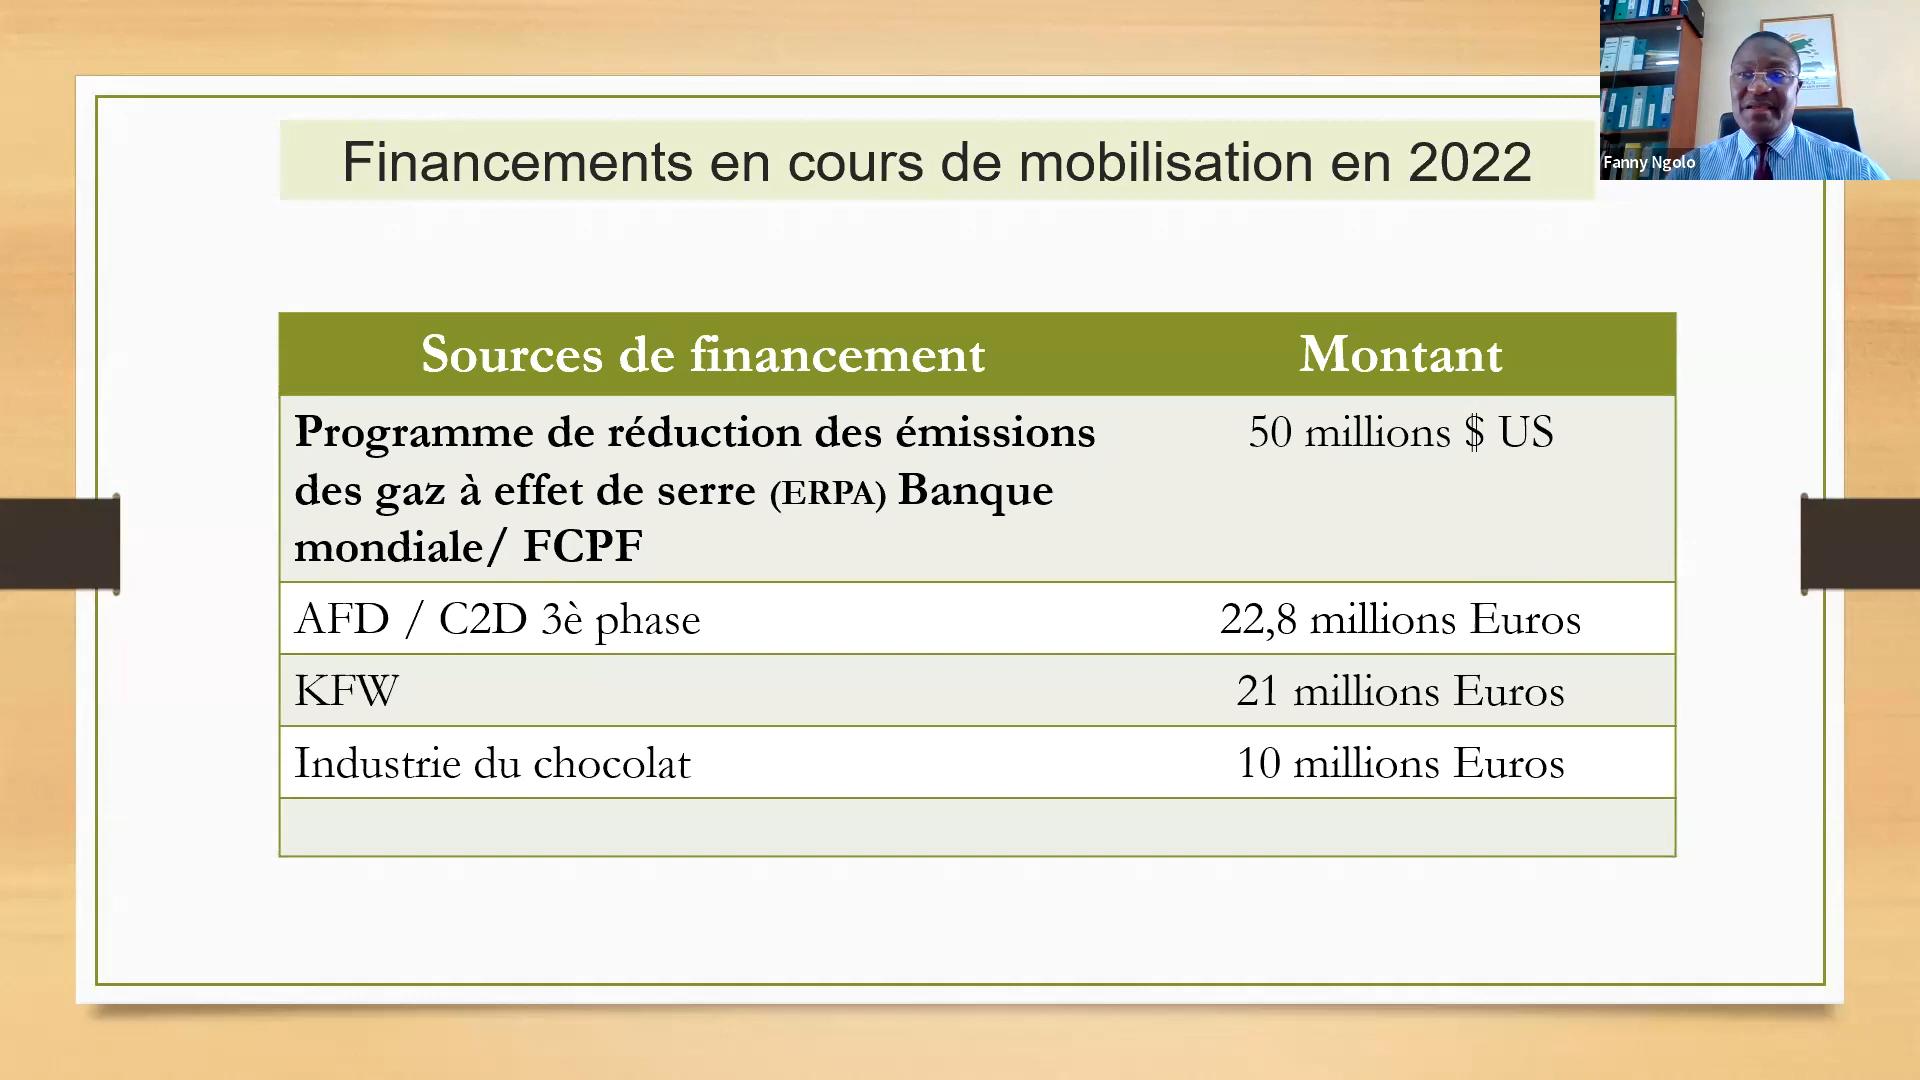 Financements en cours de mobilisation en 2022
Fanny Ngolo
Sources de financement
Montant
Programme de réduction des émissions
des gaz à effet de serre (ERPA) Banque
mondiale/ FCPF
50 millions $ US
AFD / C2D 3è phase
22,8 millions Euros
KFW
21 millions Euros
Industrie du chocolat
10 millions Euros